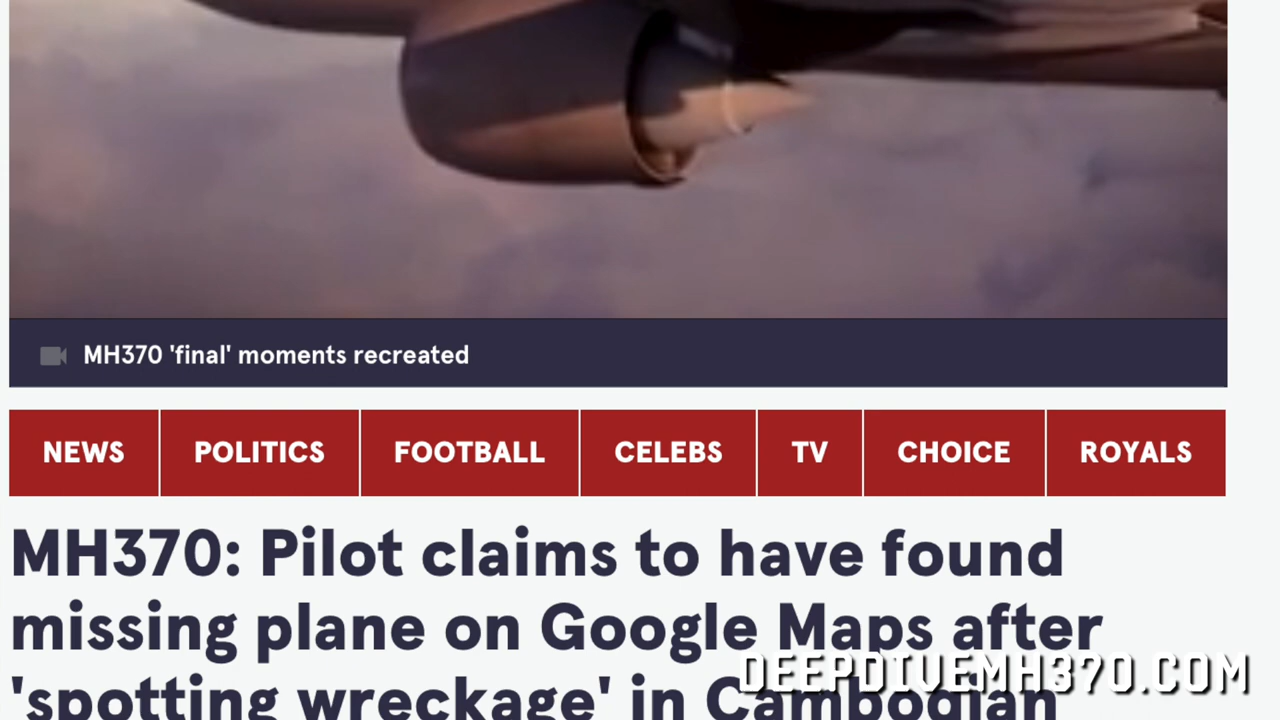 MH370 'final' moments recreated
NEWS POLITICS FOOTBALL CELEBS TV CHOICE ROYALS
MH370: Pilot claims to have found
missing plane on Google Maps after
'spotting wreckage' in Cambodian
DEEPDIVEMH370.COM